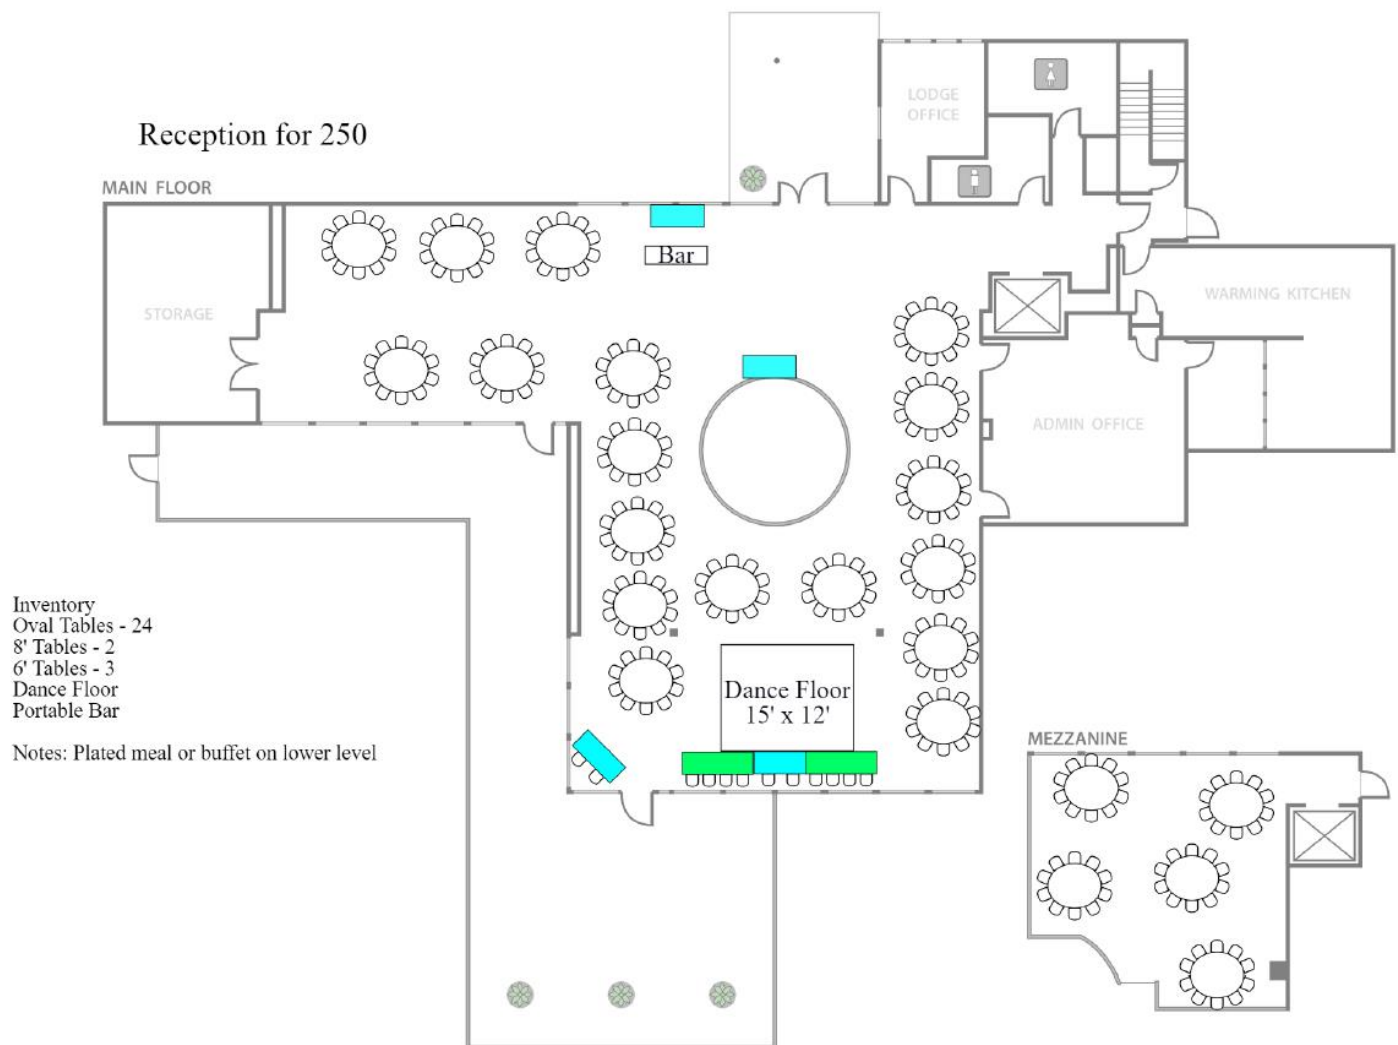 Reception for 250
MAIN FLOOR
LODGE
OFFICE
STORAGE
Bar
WARMING KITCHEN
ADMIN OFFICE
Inventory
Oval Tables - 24
8' Tables - 2
6' Tables - 3
Dance Floor
Portable Bar
Notes: Plated meal or buffet on lower level
Dance Floor
15' x 12'
MEZZANINE